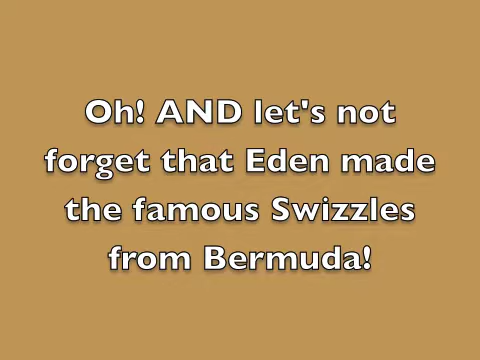 Oh! AND let's not
forget that Eden made
the famous Swizzles
from Bermuda!